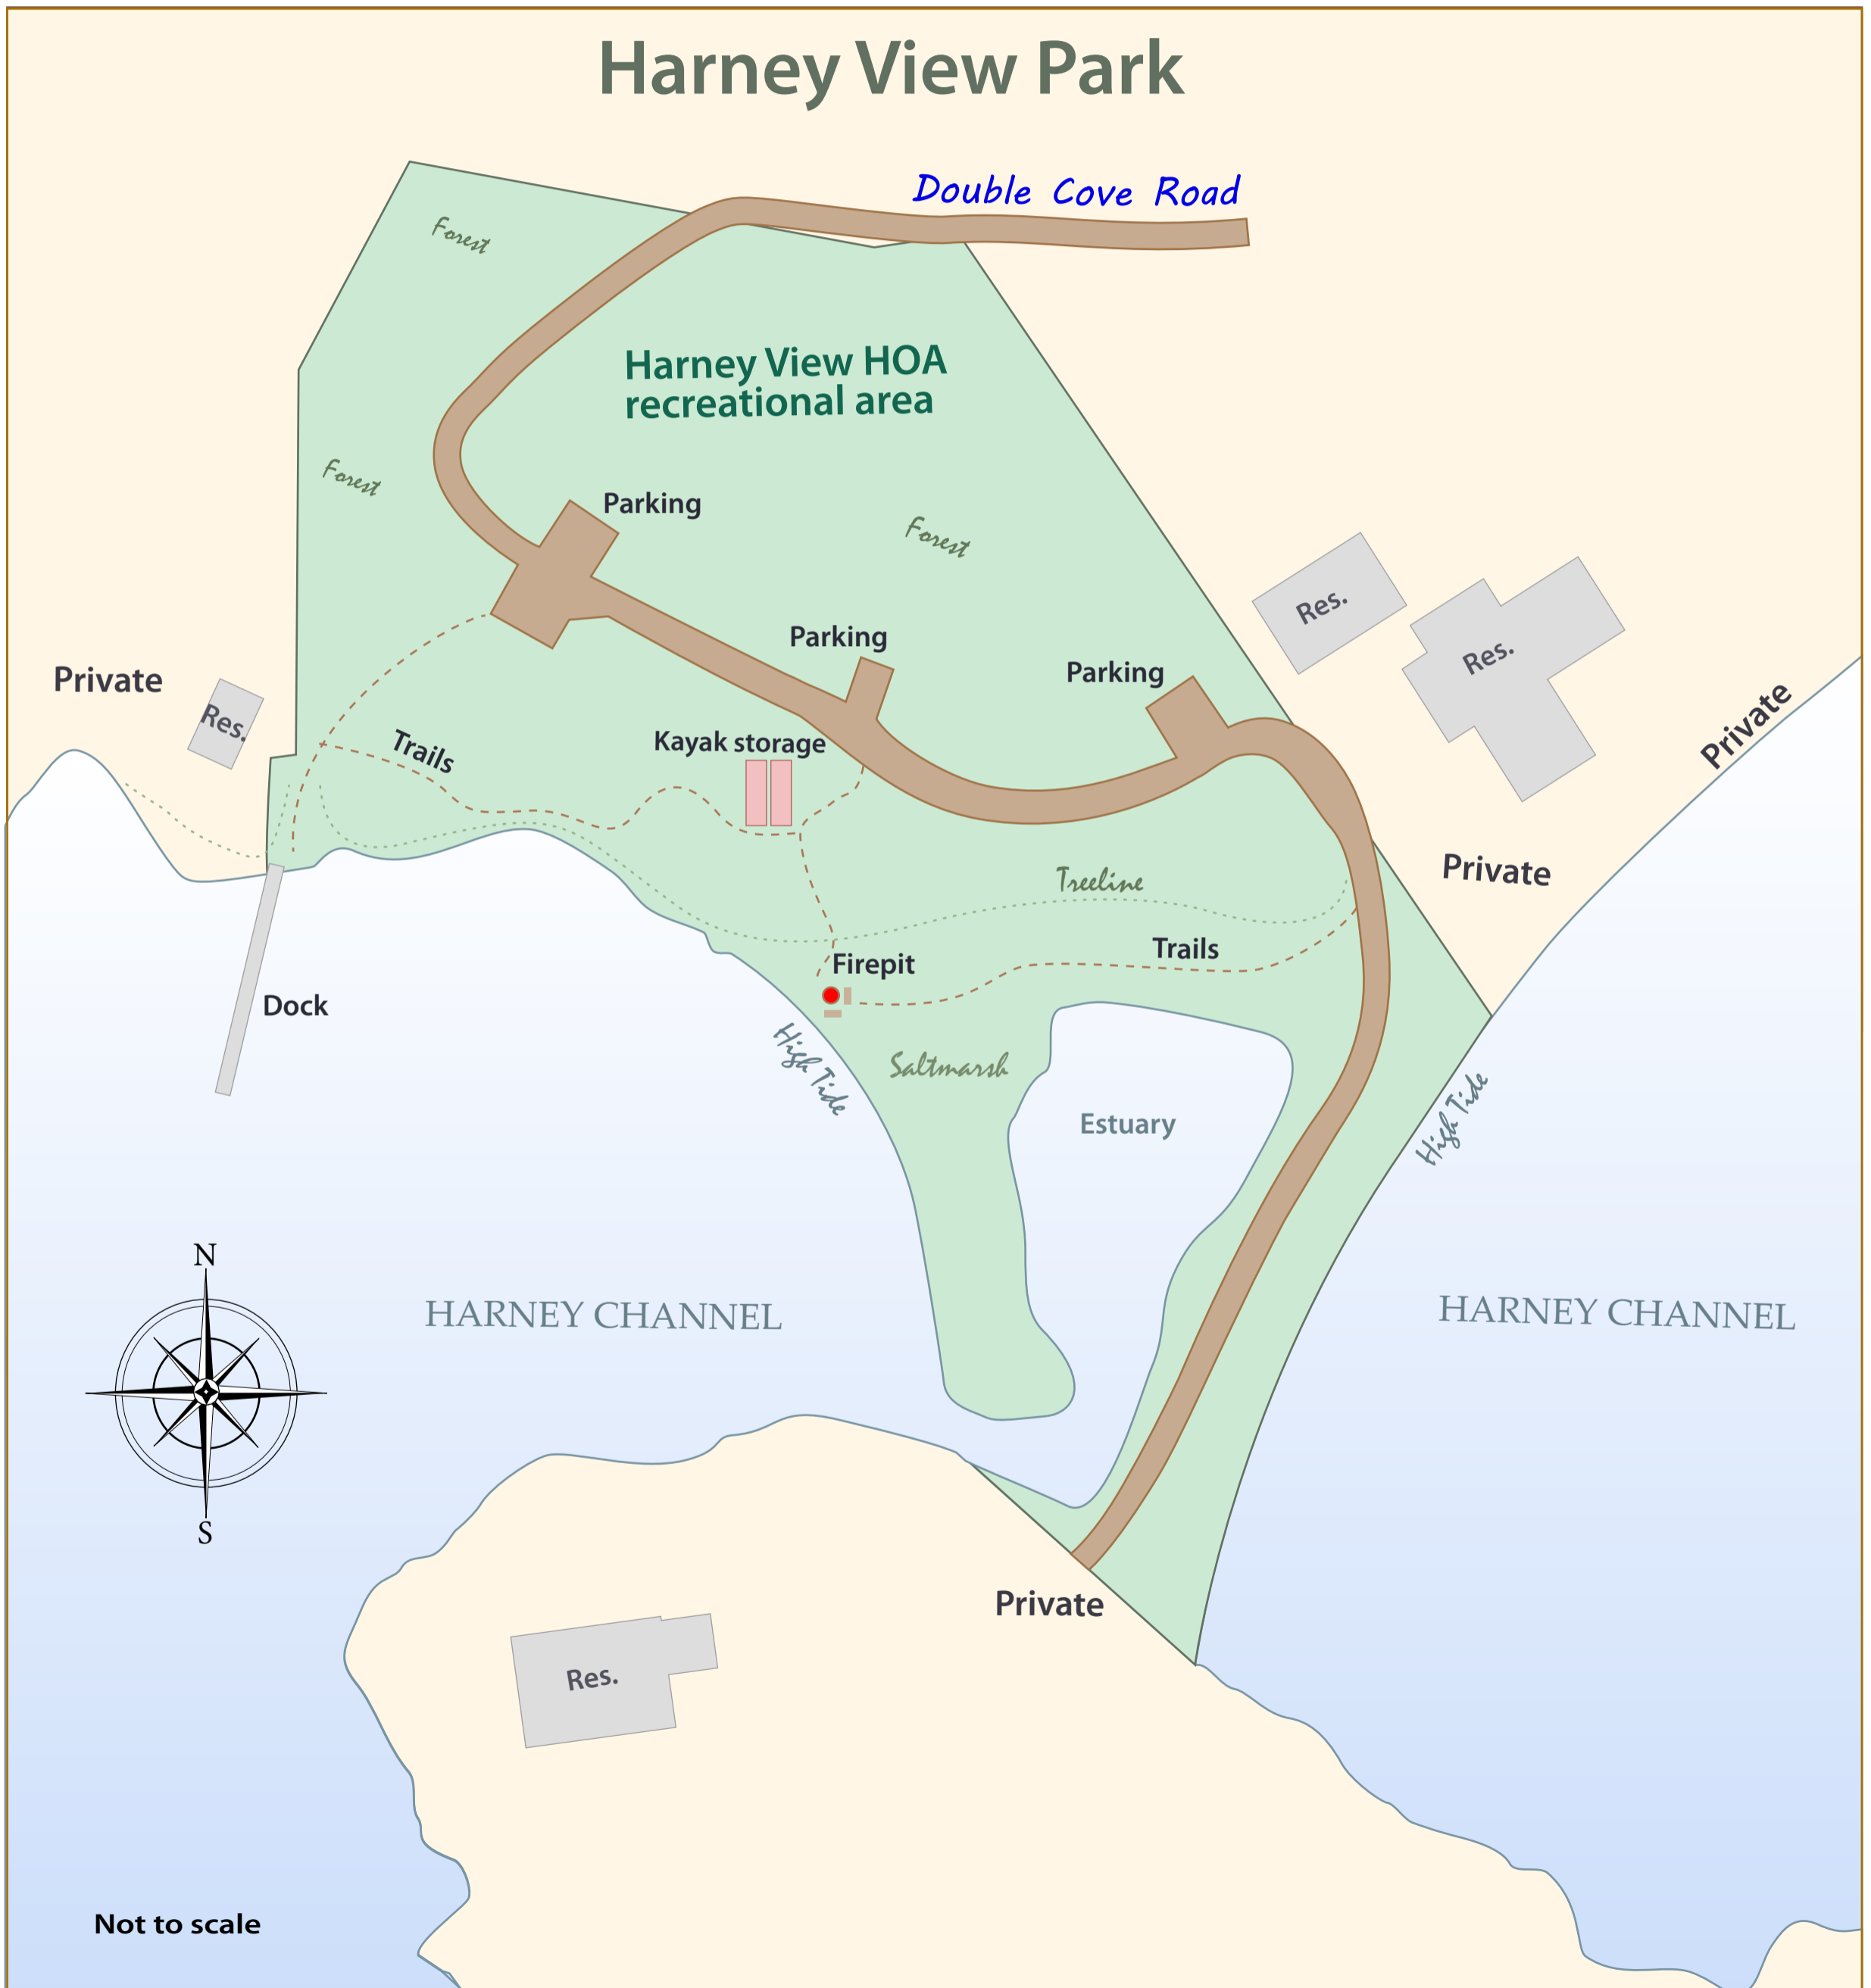 Harney View Park
Double Cove Road
Forest
Harney View HOA
recreational area
Forest
Parking
Forest
Parking
Parking
Res.
Res.
Private
Res.
Private
Trails
Kayak storage
Private
Treeline
Trails
Firepit
Dock
High Tide
Saltmarsh
Estuary
High Tide
N
HARNEY CHANNEL
HARNEY CHANNEL
S
Private
Res.
Not to scale